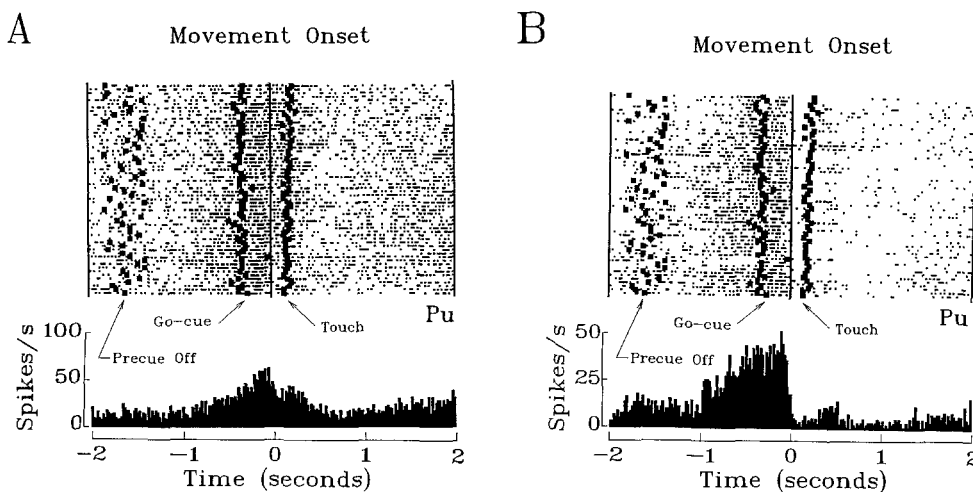 A
Movement Onset
Go-cue
Touch
Pu
Precue Off
Spikes/s
100
50
0
-2
-1
0
1
2
Time (seconds)
B
Movement Onset
Go-cue
Touch
Pu
Precue Off
Spikes/s
50
25
0
-2
-1
0
1
2
Time (seconds)